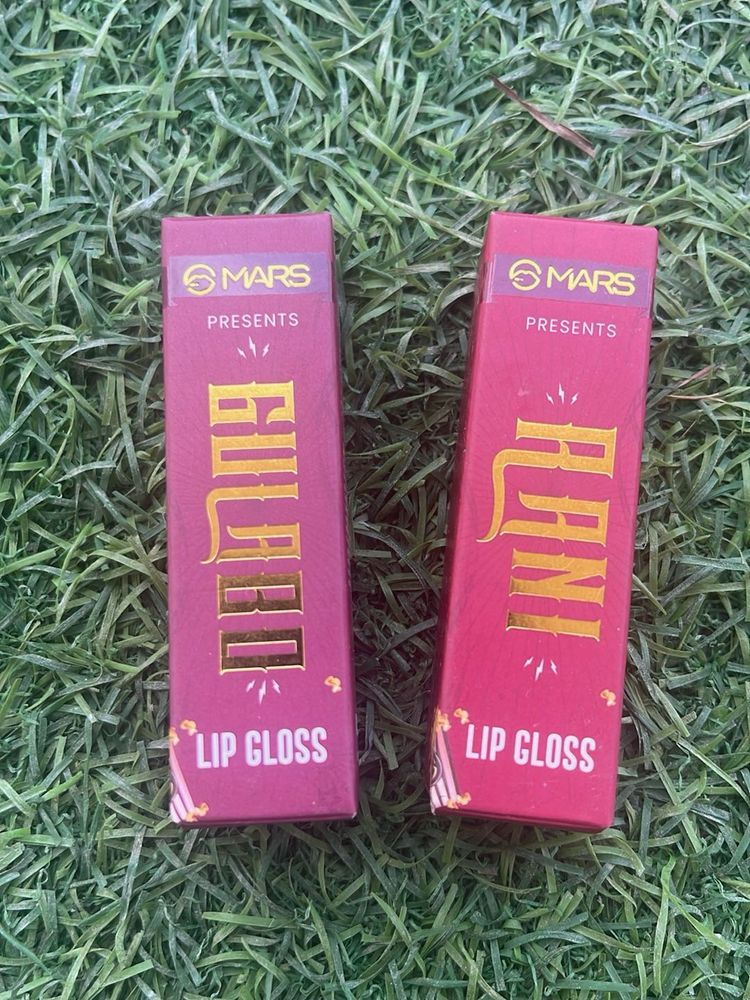 MARS
PRESENTS
GULABO
LIP GLOSS
MARS
PRESENTS
RANI
LIP GLOSS